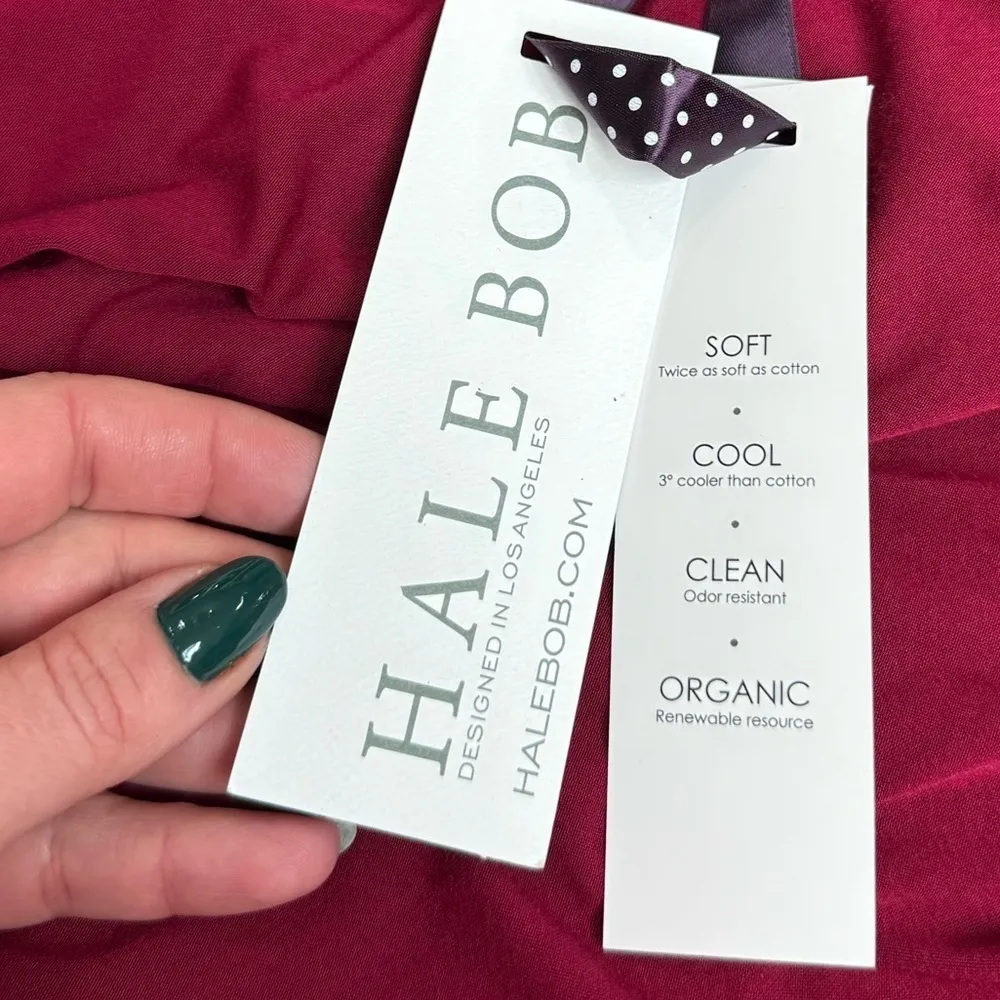 HALE BOB
DESIGNED IN LOS ANGELES
HALEBOB.COM
SOFT
Twice as soft as cotton
•
COOL
3° cooler than cotton
•
CLEAN
Odor resistant
•
ORGANIC
Renewable resource